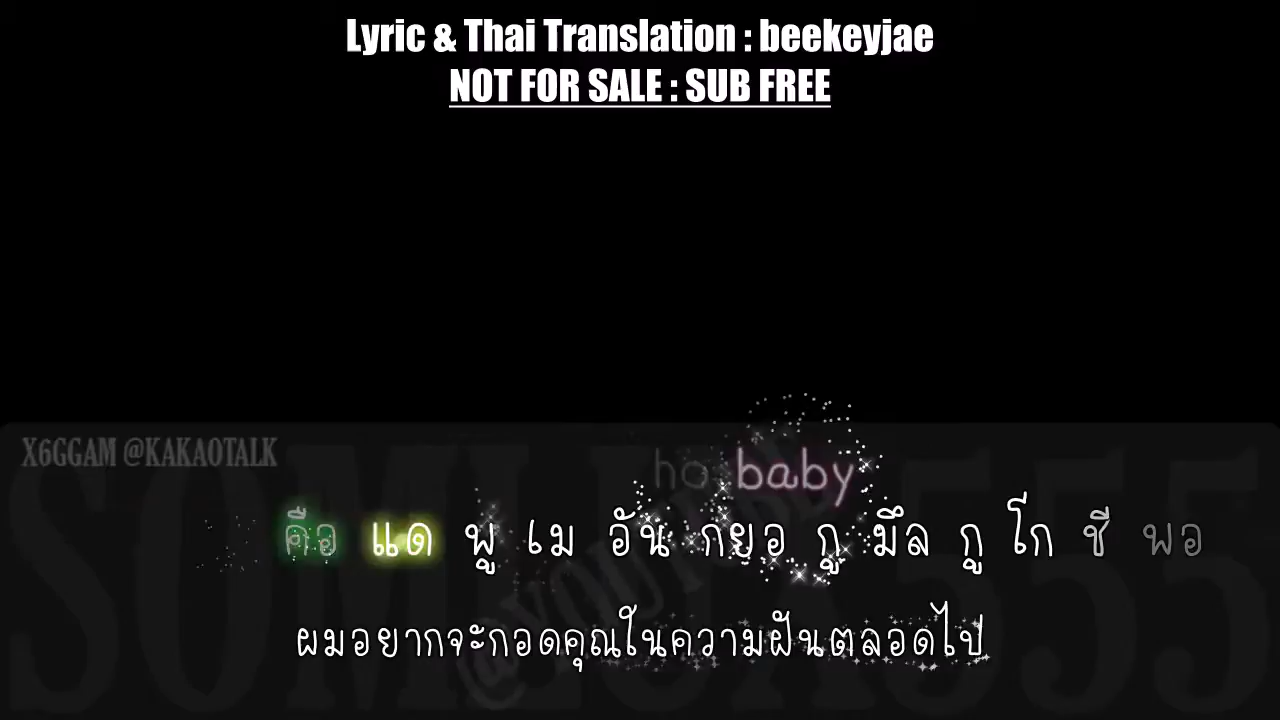 Lyric & Thai Translation : beekeyjae
NOT FOR SALE : SUB FREE
X6GGAM @KAKAOTALK
ho baby
คือ แด พู เม อัน กยอ กู มึล กู โก ชี พอ
ผมอยากจะกอดคุณในความฝันตลอดไป